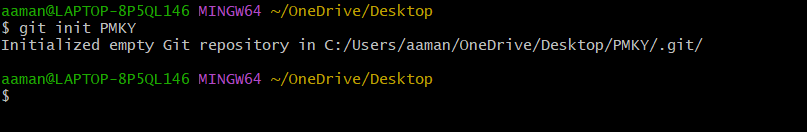 aaman@LAPTOP-8P5QL146 MINGW64 ~/OneDrive/Desktop
$ git init PMKY
Initialized empty Git repository in C:/Users/aaman/OneDrive/Desktop/PMKY/.git/
aaman@LAPTOP-8P5QL146 MINGW64 ~/OneDrive/Desktop
$